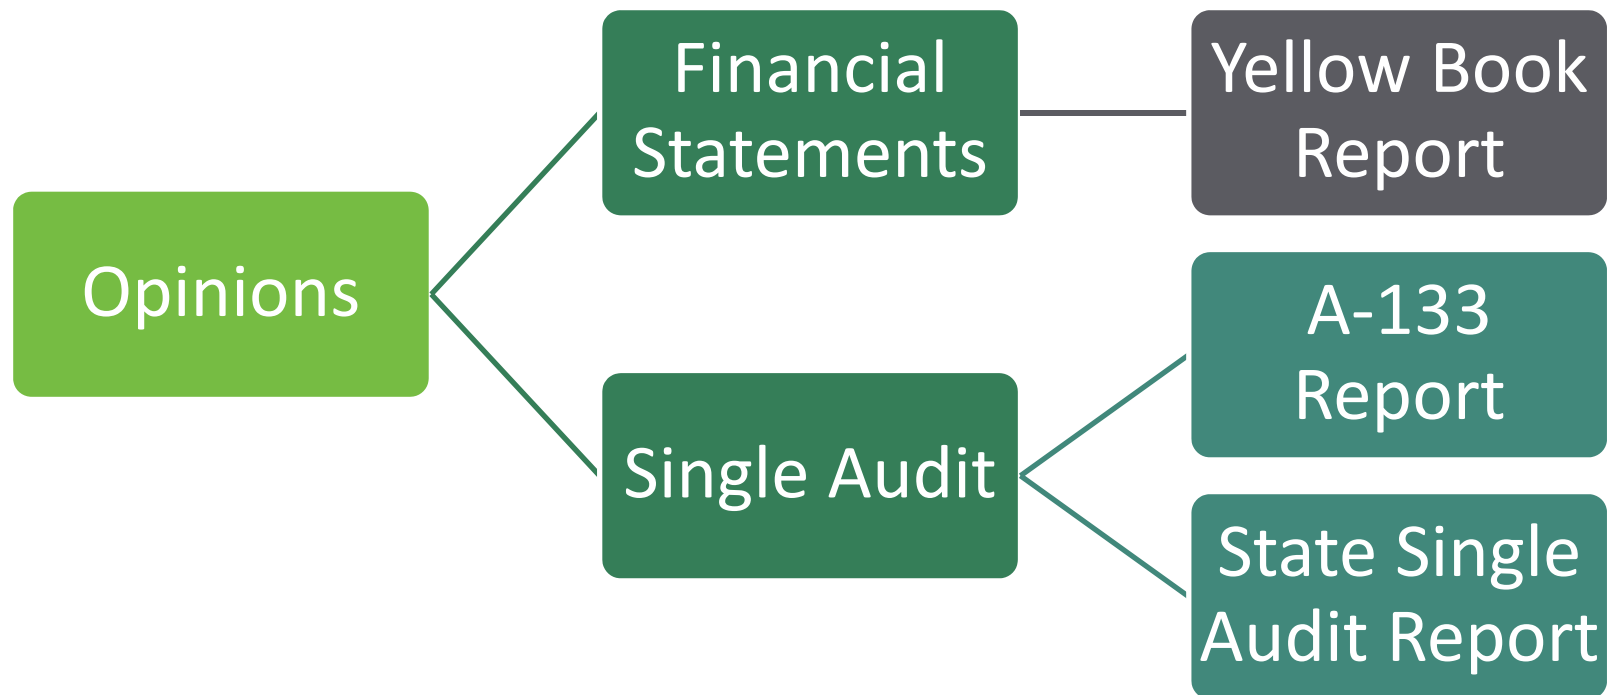 Opinions
Financial
Statements
Yellow Book
Report
Single Audit
A-133
Report
State Single
Audit Report